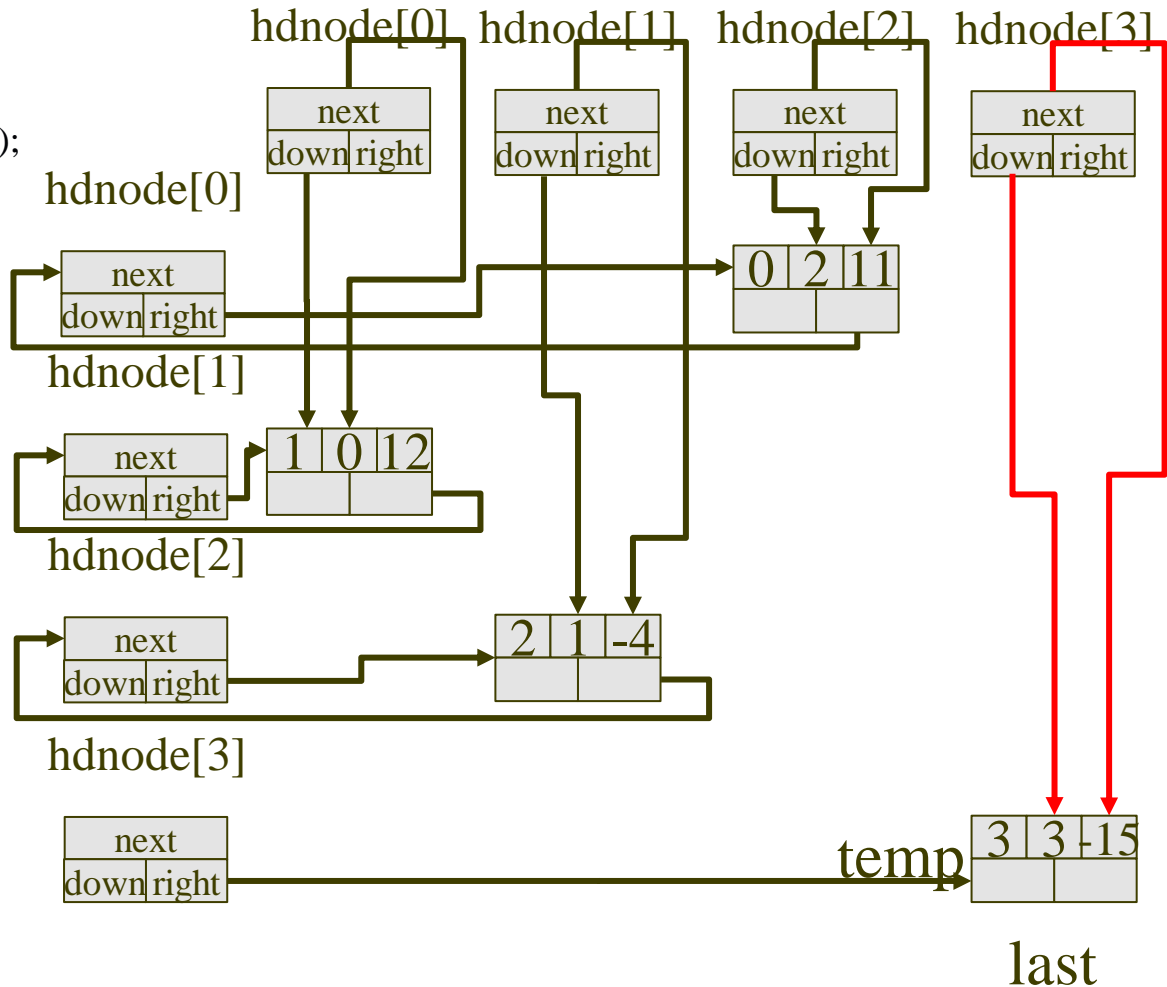 hdnode[0] hdnode[1] hdnode[2] hdnode[3]
next next next next
down right down right down right down right
);
hdnode[0]
next 0 2 11
down right
hdnode[1]
next 1 0 12
down right
hdnode[2]
next 2 1 -4
down right
hdnode[3]
next 3 3 -15
down right temp
last